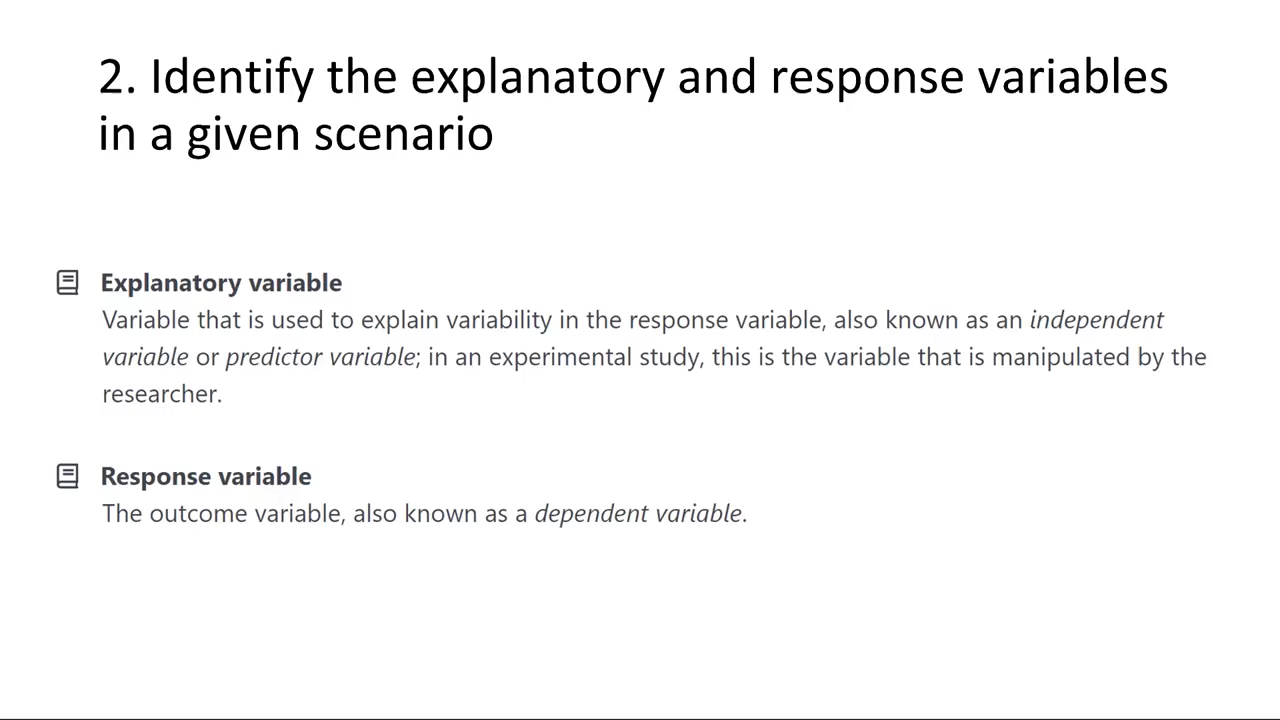 2. Identify the explanatory and response variables
in a given scenario
Explanatory variable
Variable that is used to explain variability in the response variable, also known as an independent
variable or predictor variable; in an experimental study, this is the variable that is manipulated by the
researcher.
Response variable
The outcome variable, also known as a dependent variable.